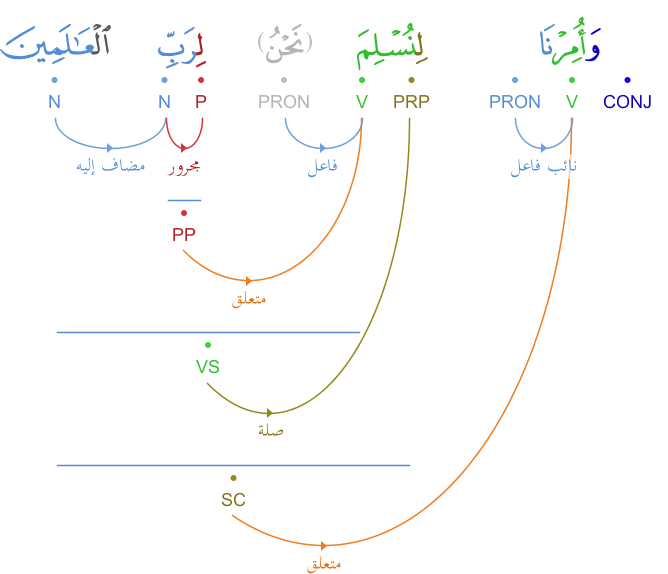 وَأُمِرْنَا لِنُسْلِمَ (نَحْنُ) لِرَبِّ ٱلْعَـٰلَمِينَ
CONJ V PRON PRP V PRON P N N
نائب فاعل فاعل مجرور مضاف إليه
PP
متعلق
VS
صلة
SC
متعلق